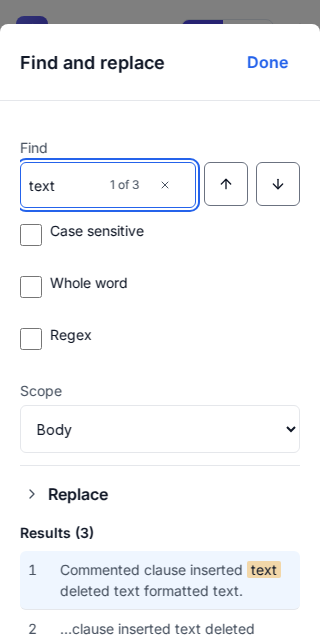 Find and replace
Done
Find
text
1 of 3
Case sensitive
Whole word
Regex
Scope
Body
Replace
Results (3)
1 Commented clause inserted text
deleted text formatted text.
2 ...clause inserted text deleted